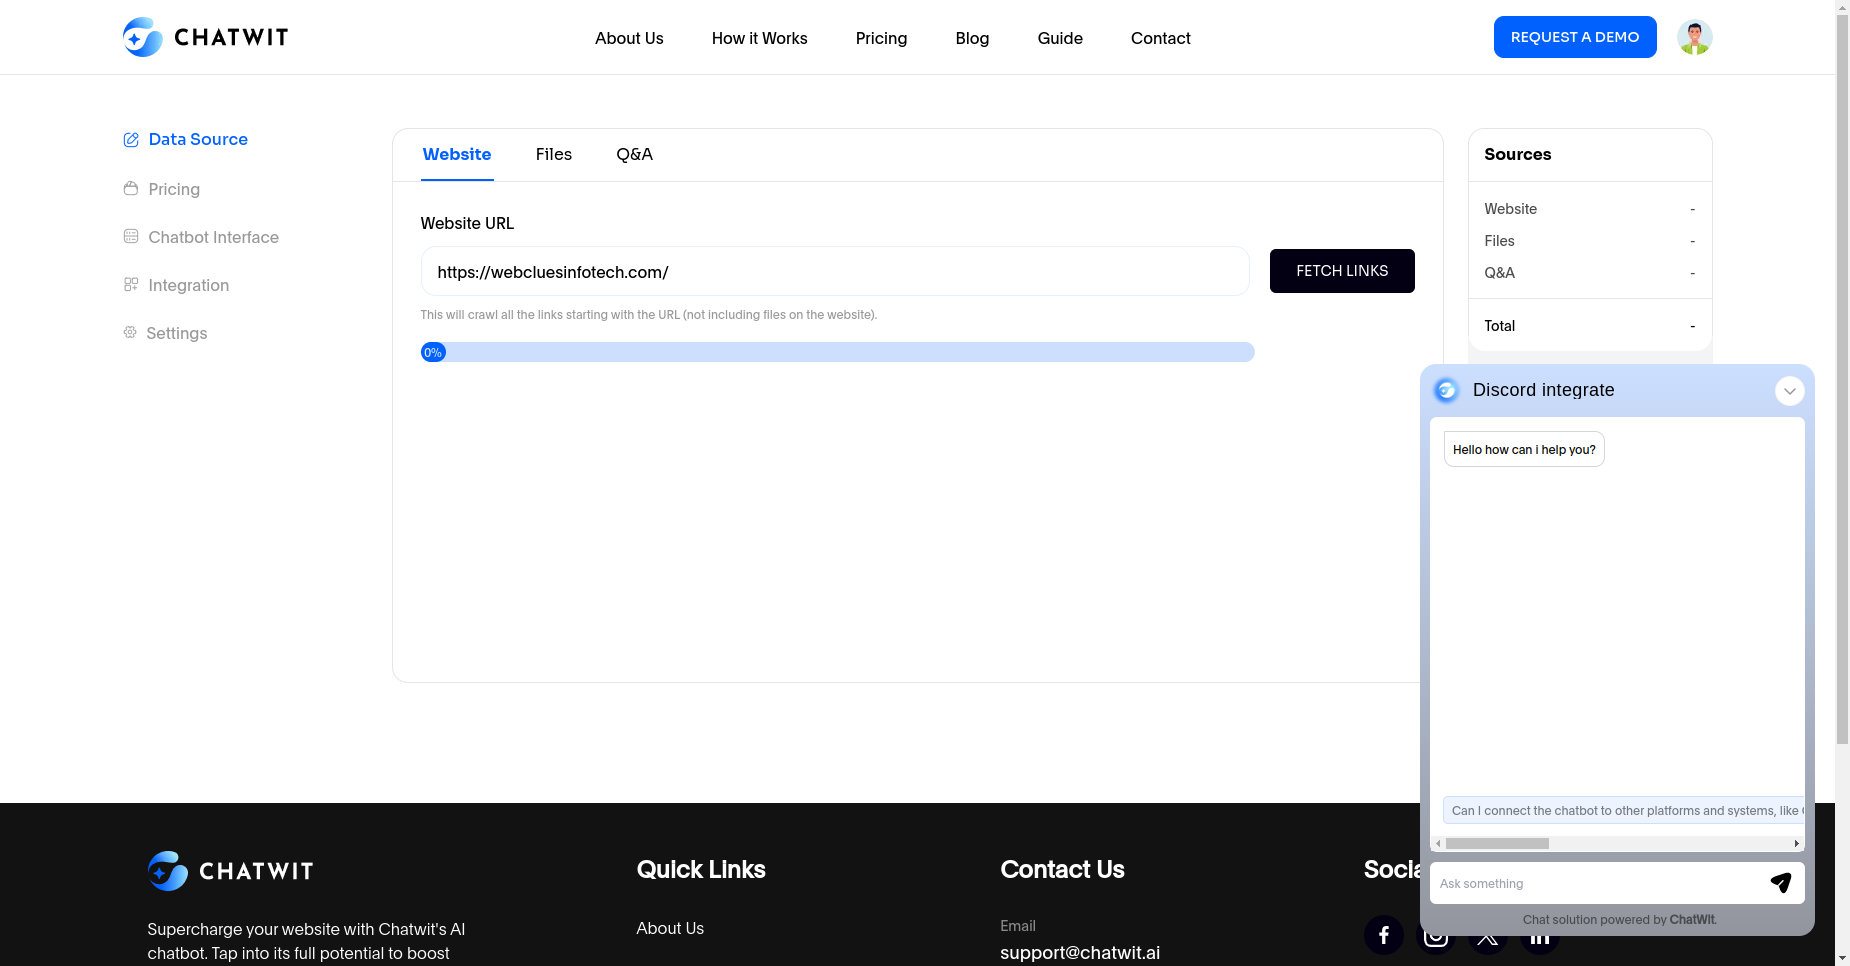 CHATWIT
About Us
How it Works
Pricing
Blog
Guide
Contact
REQUEST A DEMO
Data Source
Pricing
Chatbot Interface
Integration
Settings
Website
Files
Q&A
Website URL
https://webcluesinfotech.com/
FETCH LINKS
This will crawl all the links starting with the URL (not including files on the website).
0%
Sources
Website -
Files -
Q&A -
Total -
Discord integrate
Hello how can i help you?
Can I connect the chatbot to other platforms and systems, like
Ask something
Chat solution powered by ChatWit.
CHATWIT
Supercharge your website with Chatwit's AI
chatbot. Tap into its full potential to boost
Quick Links
About Us
Contact Us
Email
support@chatwit.ai